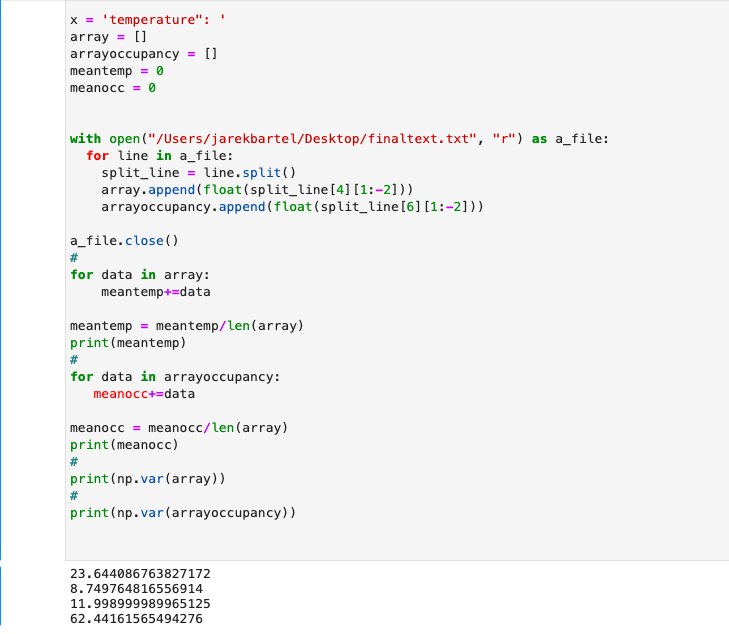 x = 'temperature": '
array = []
arrayoccupancy = []
meantemp = 0
meanocc = 0
with open("/Users/jarekbartel/Desktop/finaltext.txt", "r") as a_file:
  for line in a_file:
    split_line = line.split()
    array.append(float(split_line[4][1:-2]))
    arrayoccupancy.append(float(split_line[6][1:-2]))
a_file.close()
#
for data in array:
    meantemp+=data
meantemp = meantemp/len(array)
print(meantemp)
#
for data in arrayoccupancy:
   meanocc+=data
meanocc = meanocc/len(array)
print(meanocc)
#
print(np.var(array))
#
print(np.var(arrayoccupancy))
23.644086763827172
8.749764816556914
11.998999989965125
62.44161565494276